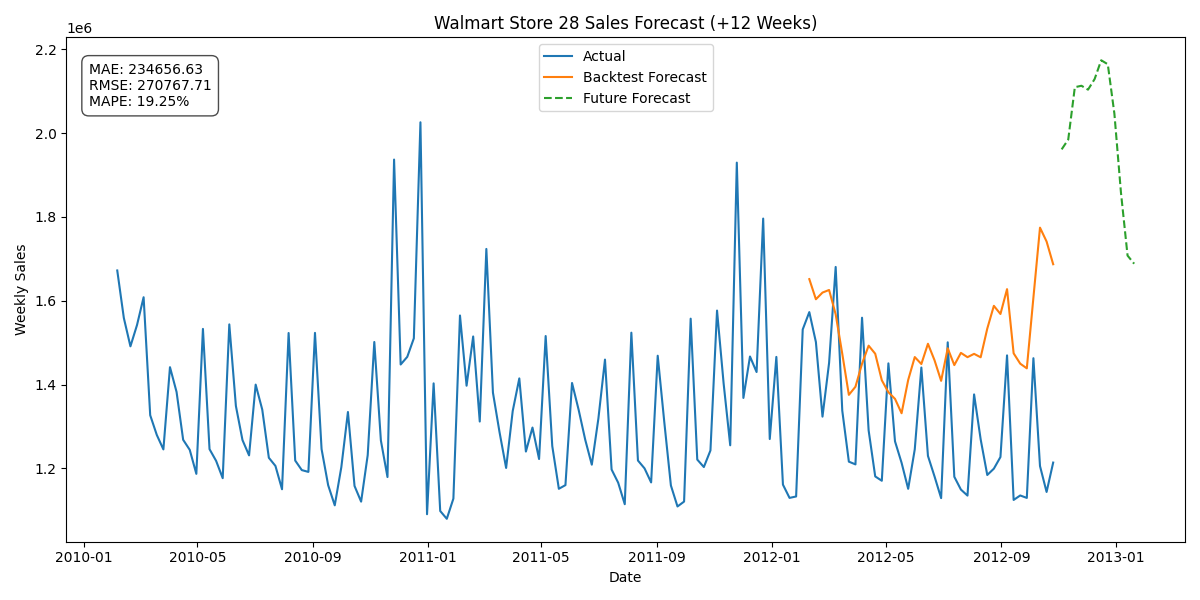 Walmart Store 28 Sales Forecast (+12 Weeks)
1e6
MAE: 234656.63
RMSE: 270767.71
MAPE: 19.25%
Actual
Backtest Forecast
Future Forecast
2.2
2.0
1.8
1.6
1.4
1.2
Weekly Sales
2010-01
2010-05
2010-09
2011-01
2011-05
2011-09
2012-01
2012-05
2012-09
2013-01
Date